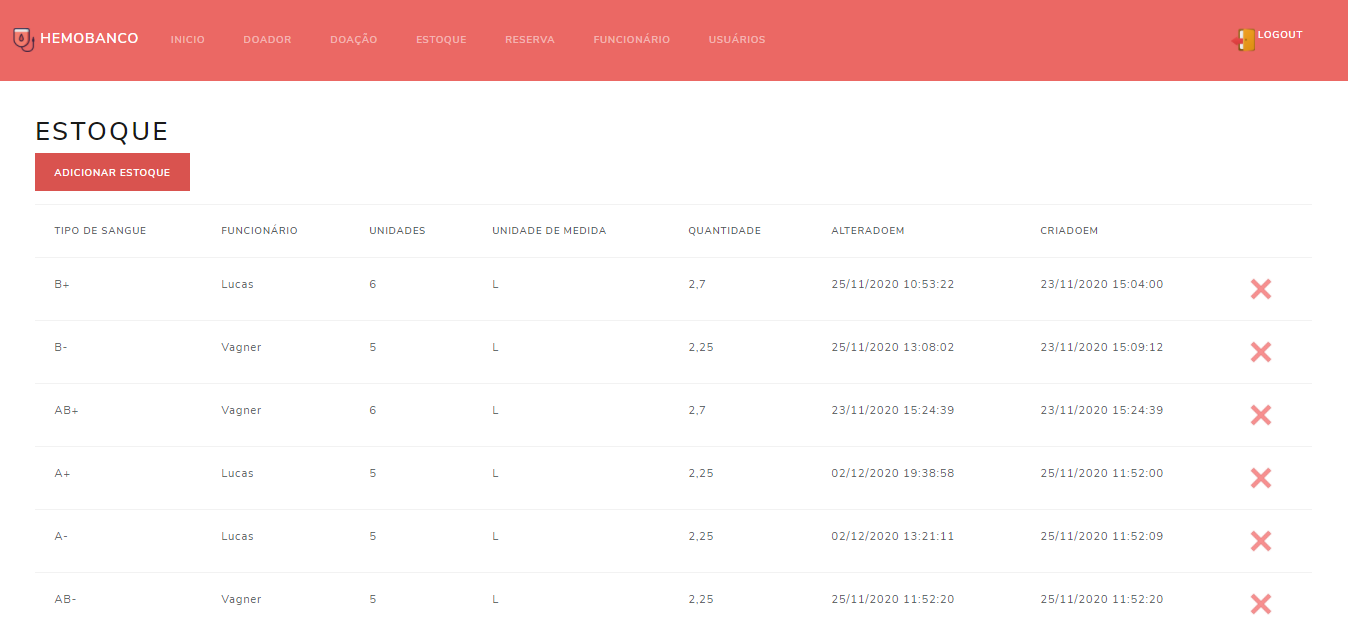 HEMOBANCO INICIO DOADOR DOAÇÃO ESTOQUE RESERVA FUNCIONÁRIO USUÁRIOS LOGOUT
ESTOQUE
ADICIONAR ESTOQUE
TIPO DE SANGUE FUNCIONÁRIO UNIDADES UNIDADE DE MEDIDA QUANTIDADE ALTERADOEM CRIADOEM
B+ Lucas 6 L 2,7 25/11/2020 10:53:22 23/11/2020 15:04:00
B- Vagner 5 L 2,25 25/11/2020 13:08:02 23/11/2020 15:09:12
AB+ Vagner 6 L 2,7 23/11/2020 15:24:39 23/11/2020 15:24:39
A+ Lucas 5 L 2,25 02/12/2020 19:38:58 25/11/2020 11:52:00
A- Lucas 5 L 2,25 02/12/2020 13:21:11 25/11/2020 11:52:09
AB- Vagner 5 L 2,25 25/11/2020 11:52:20 25/11/2020 11:52:20